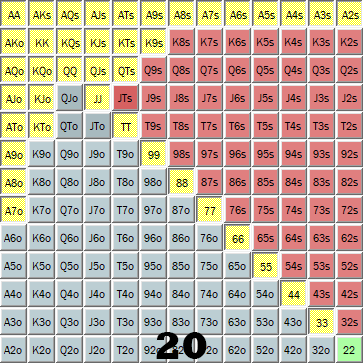 AA AKs AQs AJs ATs A9s A8s A7s A6s A5s A4s A3s A2s
AKo KK KQs KJs KTs K9s K8s K7s K6s K5s K4s K3s K2s
AQo KQo QQ QJs QTs Q9s Q8s Q7s Q6s Q5s Q4s Q3s Q2s
AJo KJo QJo JJ JTs J9s J8s J7s J6s J5s J4s J3s J2s
ATo KTo QTo JTo TT T9s T8s T7s T6s T5s T4s T3s T2s
A9o K9o Q9o J9o T9o 99 98s 97s 96s 95s 94s 93s 92s
A8o K8o Q8o J8o T8o 98o 88 87s 86s 85s 84s 83s 82s
A7o K7o Q7o J7o T7o 97o 87o 77 76s 75s 74s 73s 72s
A6o K6o Q6o J6o T6o 96o 86o 76o 66 65s 64s 63s 62s
A5o K5o Q5o J5o T5o 95o 85o 75o 65o 55 54s 53s 52s
A4o K4o Q4o J4o T4o 94o 84o 74o 64o 54o 44 43s 42s
A3o K3o Q3o J3o T3o 93o 83o 73o 63o 53o 43o 33 32s
A2o K2o Q2o J2o T2o 20 62o 52o 42o 32o 22